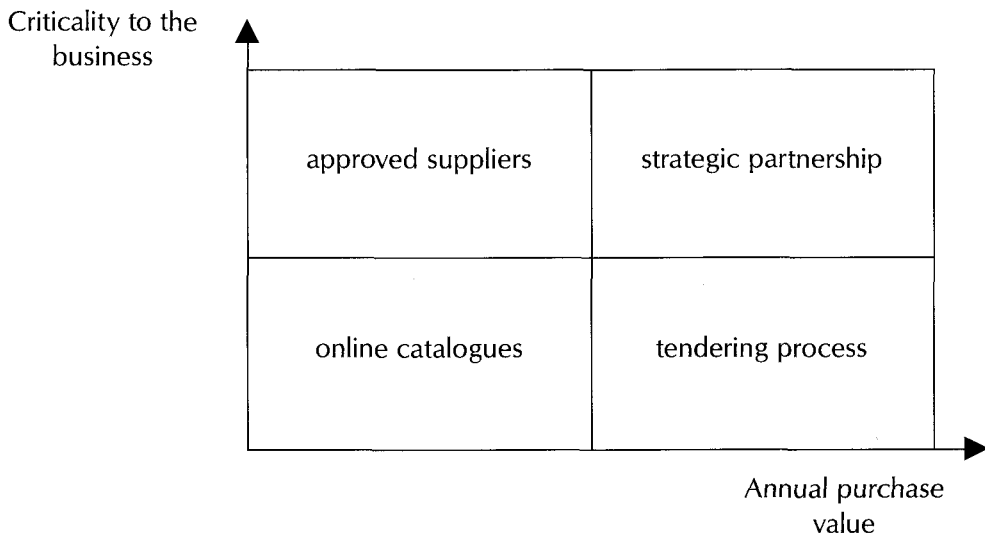 Criticality to the
business
approved suppliers
strategic partnership
online catalogues
tendering process
Annual purchase
value